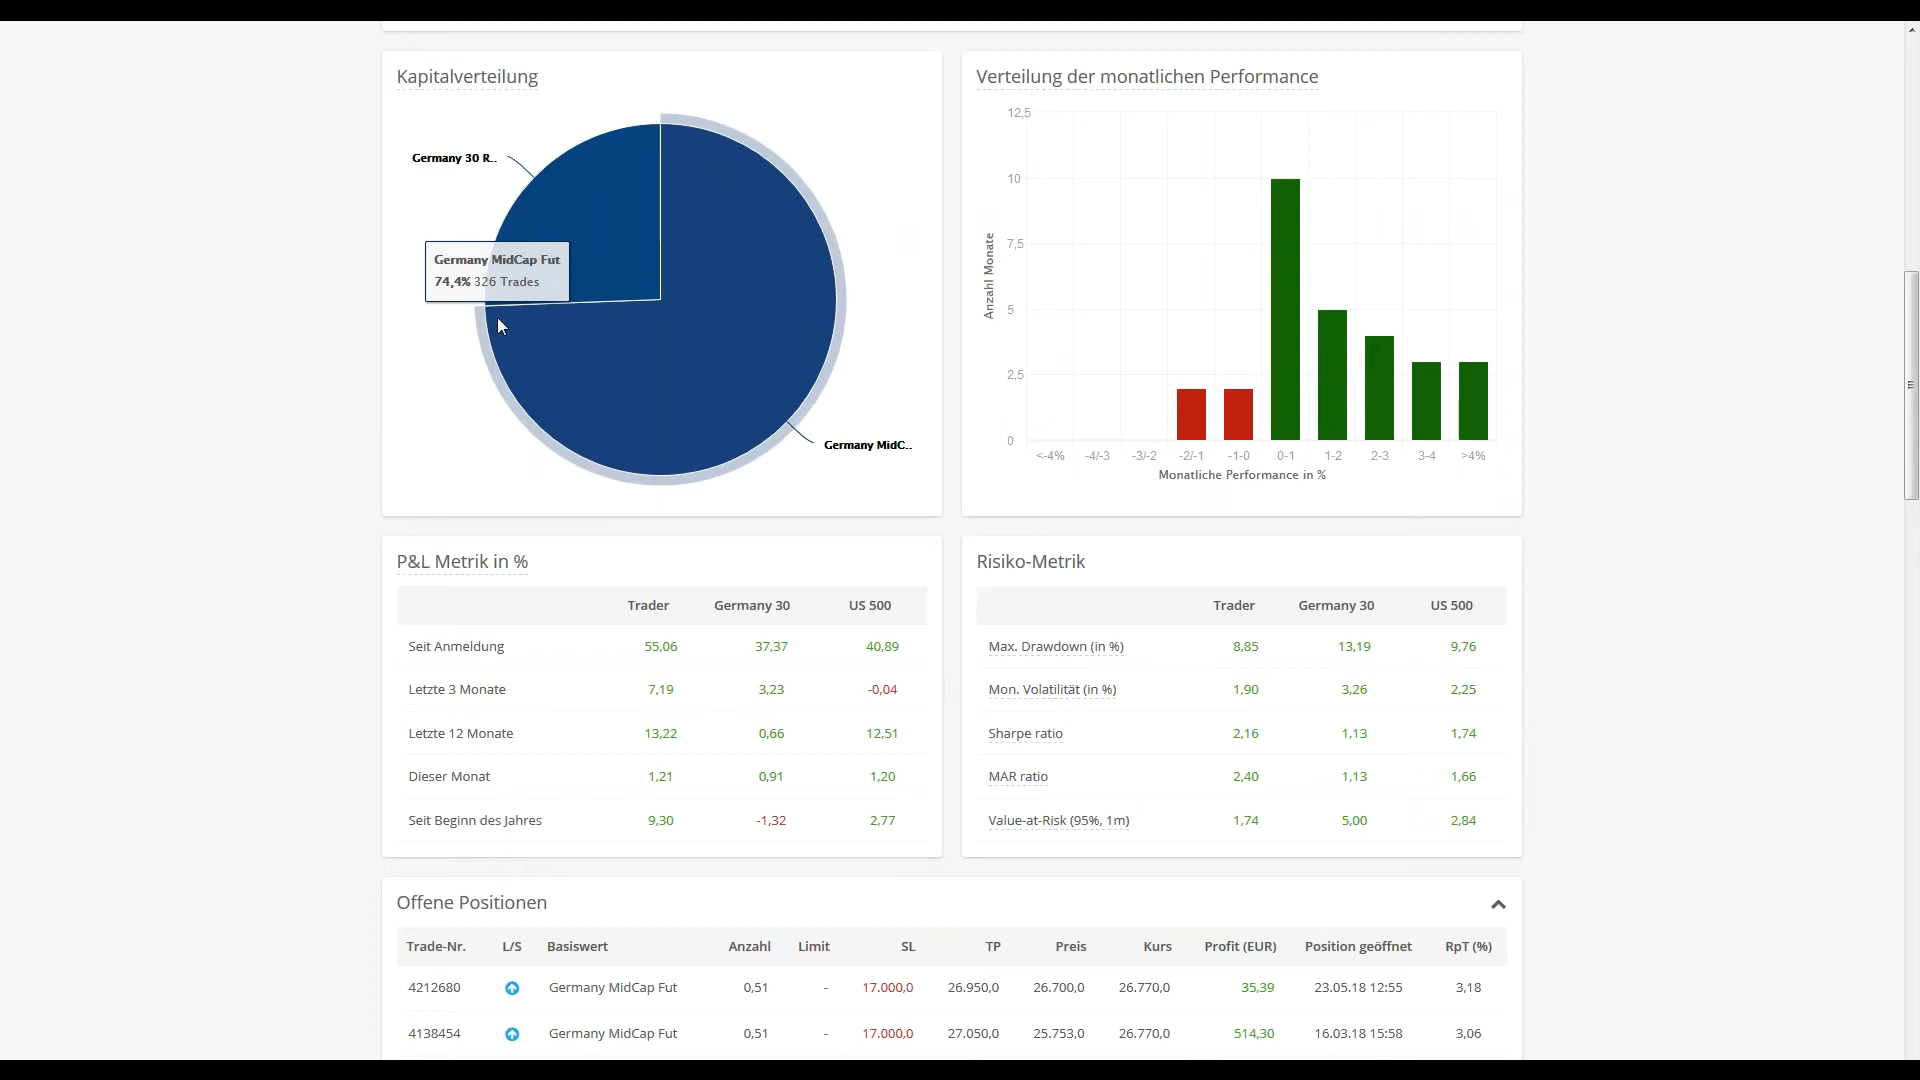 Kapitalverteilung
Germany 30 R..
Germany MidCap Fut
74,4% 326 Trades
Germany MidC..
Verteilung der monatlichen Performance
Anzahl Monate
12,5
10
7,5
5
2,5
0
<-4% -4/-3 -3/-2 -2/-1 -1-0 0-1 1-2 2-3 3-4 >4%
Monatliche Performance in %
P&L Metrik in %
Trader Germany 30 US 500
Seit Anmeldung 55,06 37,37 40,89
Letzte 3 Monate 7,19 3,23 -0,04
Letzte 12 Monate 13,22 0,66 12,51
Dieser Monat 1,21 0,91 1,20
Seit Beginn des Jahres 9,30 -1,32 2,77
Risiko-Metrik
Trader Germany 30 US 500
Max. Drawdown (in %) 8,85 13,19 9,76
Mon. Volatilität (in %) 1,90 3,26 2,25
Sharpe ratio 2,16 1,13 1,74
MAR ratio 2,40 1,13 1,66
Value-at-Risk (95%, 1m) 1,74 5,00 2,84
Offene Positionen
Trade-Nr. L/S Basiswert Anzahl Limit SL TP Preis Kurs Profit (EUR) Position geöffnet RpT (%)
4212680 Germany MidCap Fut 0,51 - 17.000,0 26.950,0 26.700,0 26.770,0 35,39 23.05.18 12:55 3,18
4138454 Germany MidCap Fut 0,51 - 17.000,0 27.050,0 25.753,0 26.770,0 514,30 16.03.18 15:58 3,06